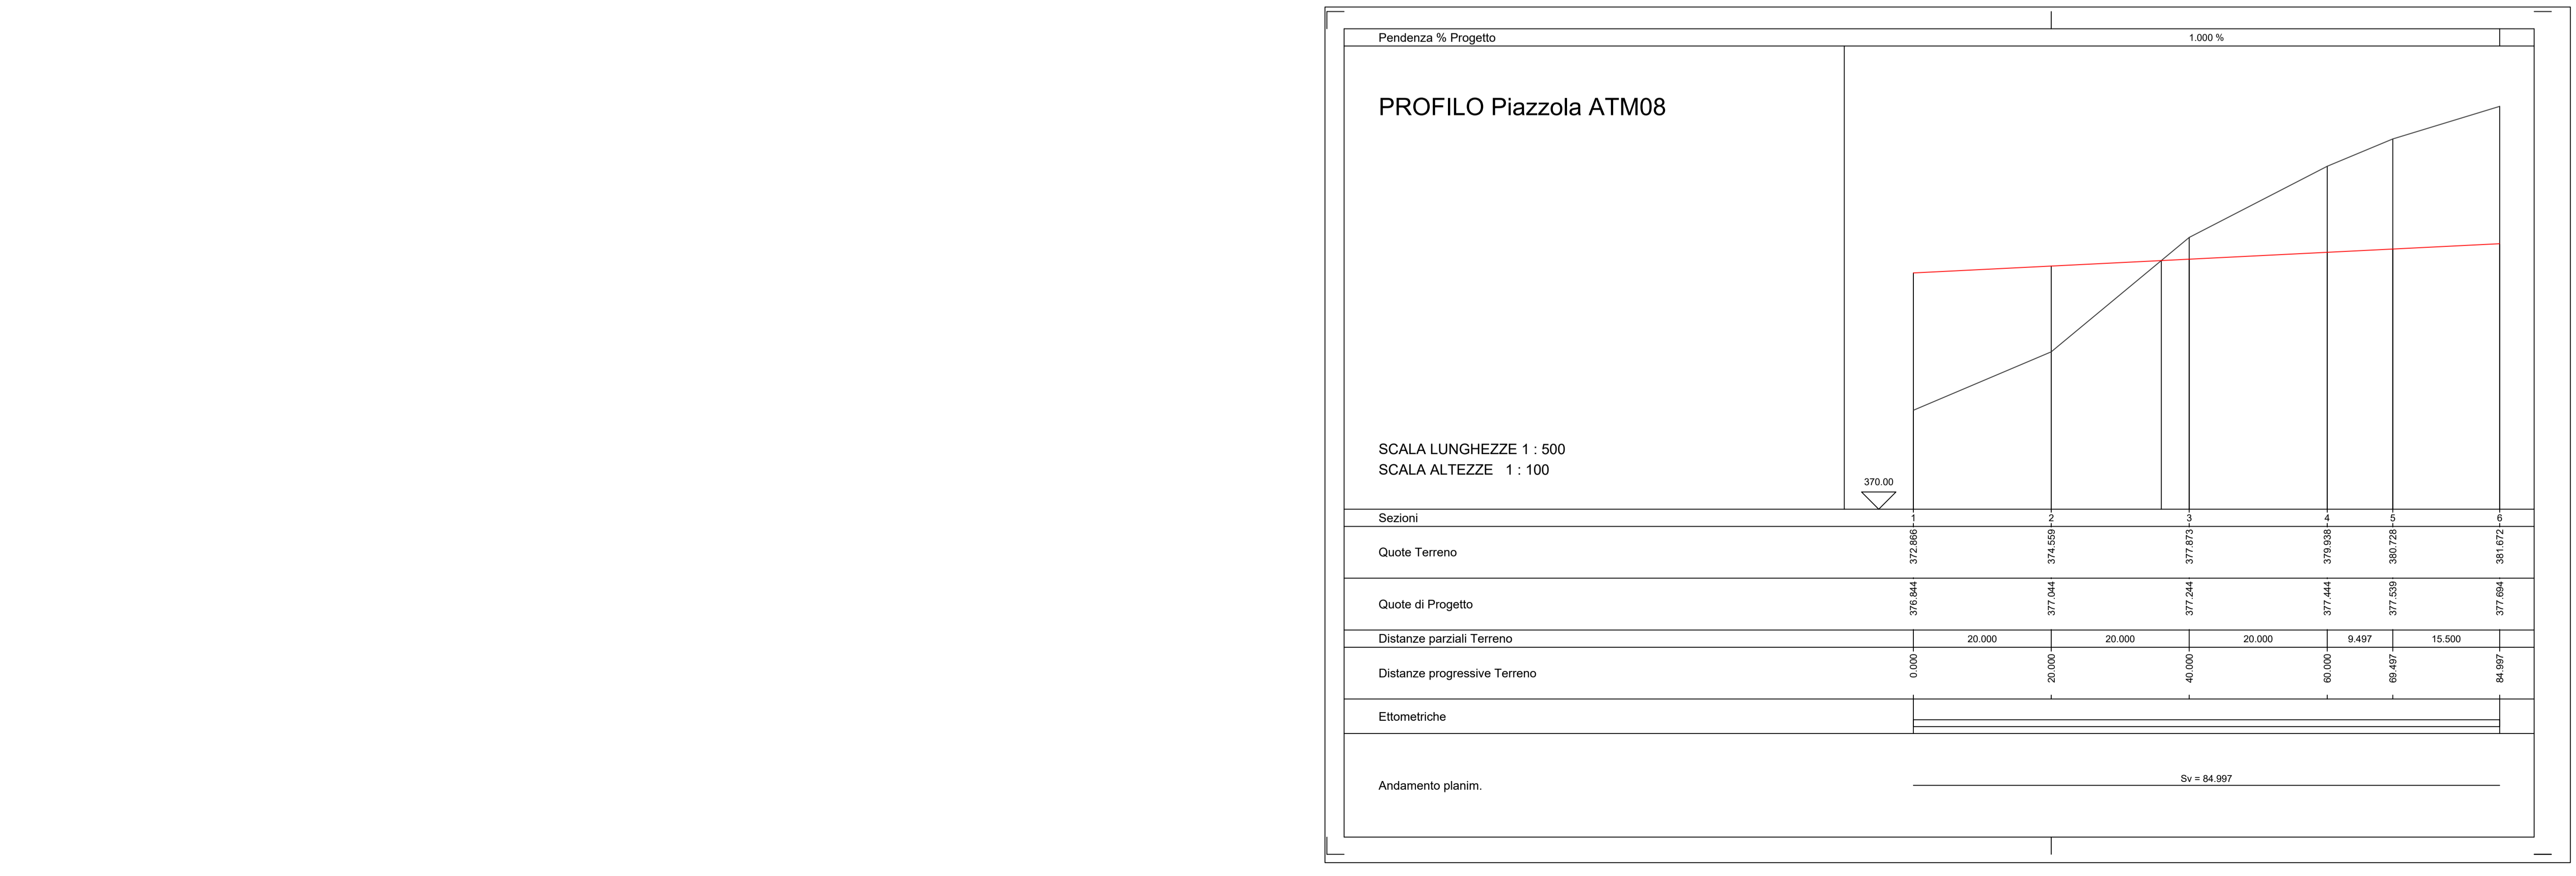 Pendenza % Progetto 1.000 %
PROFILO Piazzola ATM08
SCALA LUNGHEZZE 1 : 500
SCALA ALTEZZE 1 : 100
370.00
Sezioni 1 2 3 4 5 6
Quote Terreno 372.866 374.559 377.873 379.938 380.728 381.672
Quote di Progetto 376.844 377.044 377.244 377.444 377.539 377.694
Distanze parziali Terreno 20.000 20.000 20.000 9.497 15.500
Distanze progressive Terreno 0.000 20.000 40.000 60.000 69.497 84.997
Ettometriche
Andamento planim. Sv = 84.997